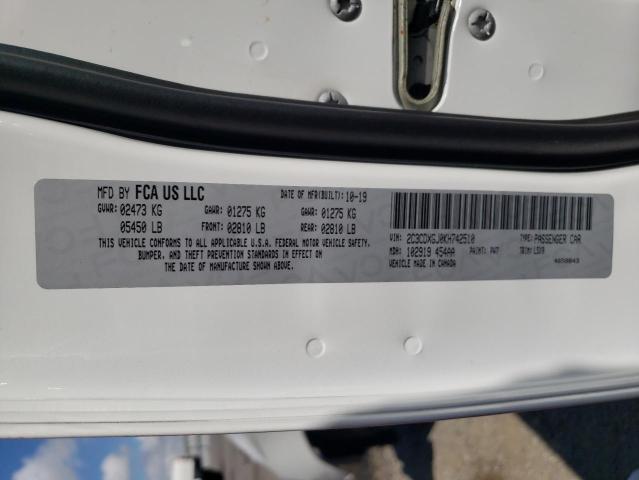 MFD BY FCA US LLC DATE OF MFR(BUILT): 10-19
GVWR: 02473 KG GAWR: 01275 KG GAWR: 01275 KG
05450 LB FRONT: 02810 LB REAR: 02810 LB
THIS VEHICLE CONFORMS TO ALL APPLICABLE U.S.A. FEDERAL MOTOR VEHICLE SAFETY,
BUMPER, AND THEFT PREVENTION STANDARDS IN EFFECT ON
THE DATE OF MANUFACTURE SHOWN ABOVE.
VIN: 2C3CDXGJ0KH742510 TYPE: PASSENGER CAR
MDH: 102919 454AA PAINT: PW7 TRIM: LSX9
VEHICLE MADE IN CANADA